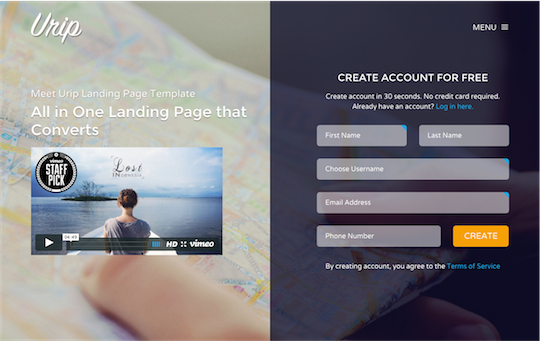 Urip
MENU
Meet Urip Landing Page Template
All in One Landing Page that
Converts
vimeo
STAFF
PICK
Lost
IN
04:49
HD
vimeo
CREATE ACCOUNT FOR FREE
Create account in 30 seconds. No credit card required.
Already have an account? Log in here.
First Name
Last Name
Choose Username
Email Address
Phone Number
CREATE
By creating account, you agree to the Terms of Service